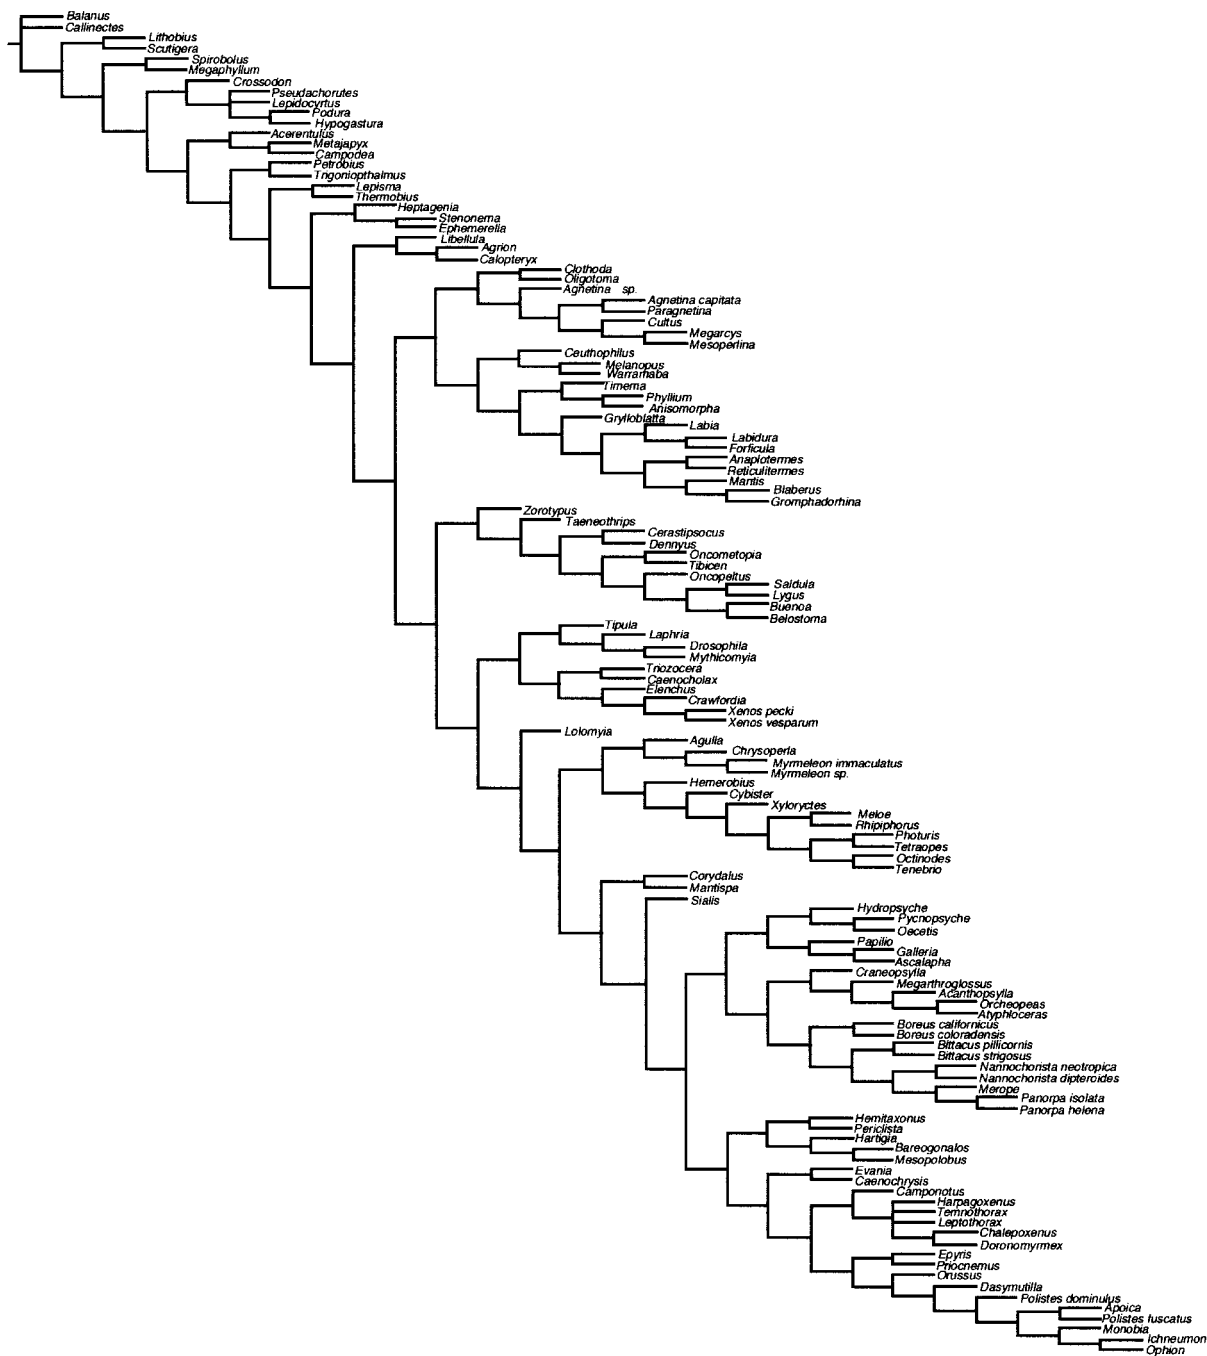 Balanus
Callinectes
Lithobius
Scutigera
Spirobolus
Megaphyllum
Crossodon
Pseudachorutes
Lepidocyrtus
Podura
Hypogastura
Acerentulus
Metajapyx
Campodea
Petrobius
Trigoniopthalmus
Lepisma
Thermobius
Heptagenia
Stenonema
Ephemerella
Libellula
Agrion
Calopteryx
Clothoda
Oligotoma
Agnetina sp.
Agnetina capitata
Paragnetina
Cultus
Megarcys
Mesoperlina
Ceuthophilus
Melanopus
Warramaba
Timema
Phyllium
Anisomorpha
Grylloblatta
Labia
Labidura
Forficula
Anaplotermes
Reticulitermes
Mantis
Blaberus
Gromphadorhina
Zorotypus
Taeneothrips
Cerastipsocus
Dennyus
Oncometopia
Tibicen
Oncopeltus
Saldula
Lygus
Buenoa
Belostoma
Tipula
Laphria
Drosophila
Mythicomyia
Triozocera
Caenocholax
Elenchus
Crawfordia
Xenos pecki
Xenos vesparum
Lolomyia
Agulla
Chrysoperla
Myrmeleon immaculatus
Myrmeleon sp.
Hemerobius
Cybister
Xyloryctes
Meloe
Rhipiphorus
Photuris
Tetraopes
Octinodes
Tenebrio
Corydalus
Mantispa
Sialis
Hydropsyche
Pycnopsyche
Oecetis
Papilio
Galleria
Ascalapha
Craneopsylla
Megarthroglossus
Acanthopsylla
Orcheopeas
Atyphloceras
Boreus californicus
Boreus coloradensis
Bittacus pillicornis
Bittacus strigosus
Nannochorista neotropica
Nannochorista dipteroides
Merope
Panorpa isolata
Panorpa helena
Hemitaxonus
Periclista
Hartigia
Bareogonalos
Mesopolobus
Evania
Caenochrysis
Camponotus
Harpagoxenus
Temnothorax
Leptothorax
Chalepoxenus
Doronomyrmex
Epyris
Priocnemus
Orussus
Dasymutilla
Polistes dominulus
Apoica
Polistes fuscatus
Monobia
Ichneumon
Ophion